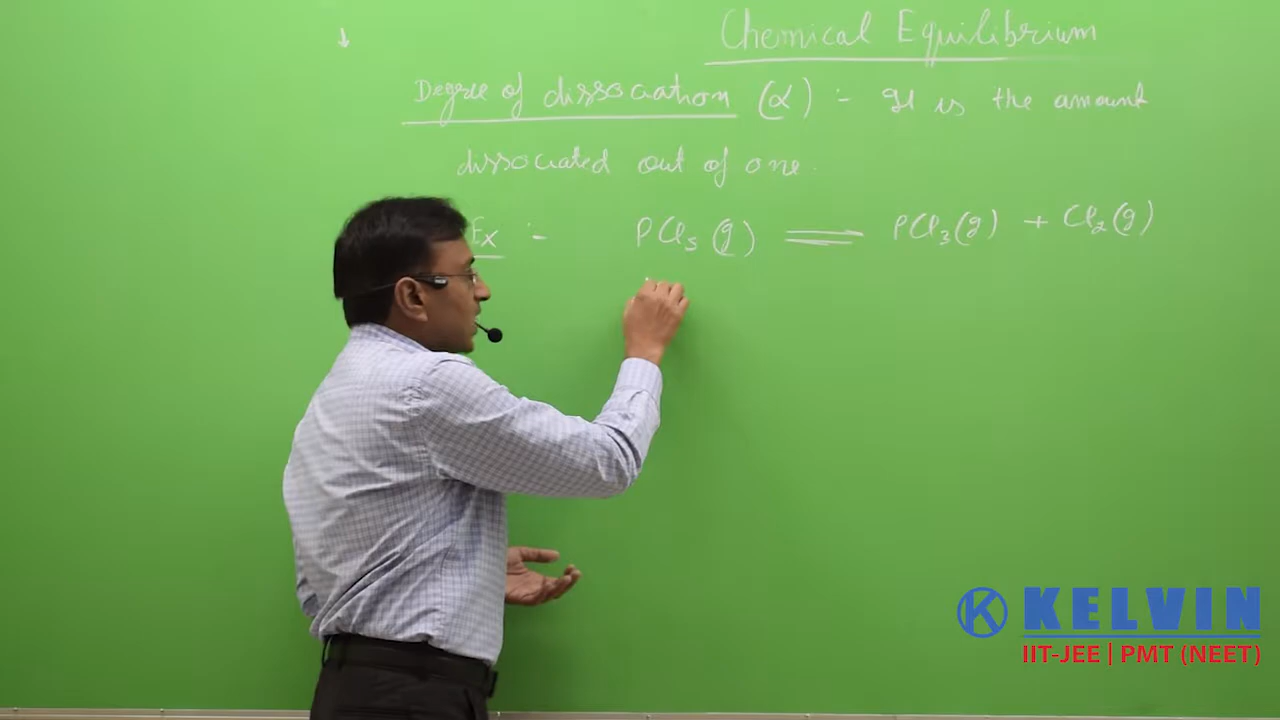 Chemical Equilibrium
Degree of dissociation (α) :- It is the amount
dissociated out of one.
Ex :- PCl₅ (g) ⇌ PCl₃(g) + Cl₂(g)
KELVIN
IIT-JEE | PMT (NEET)